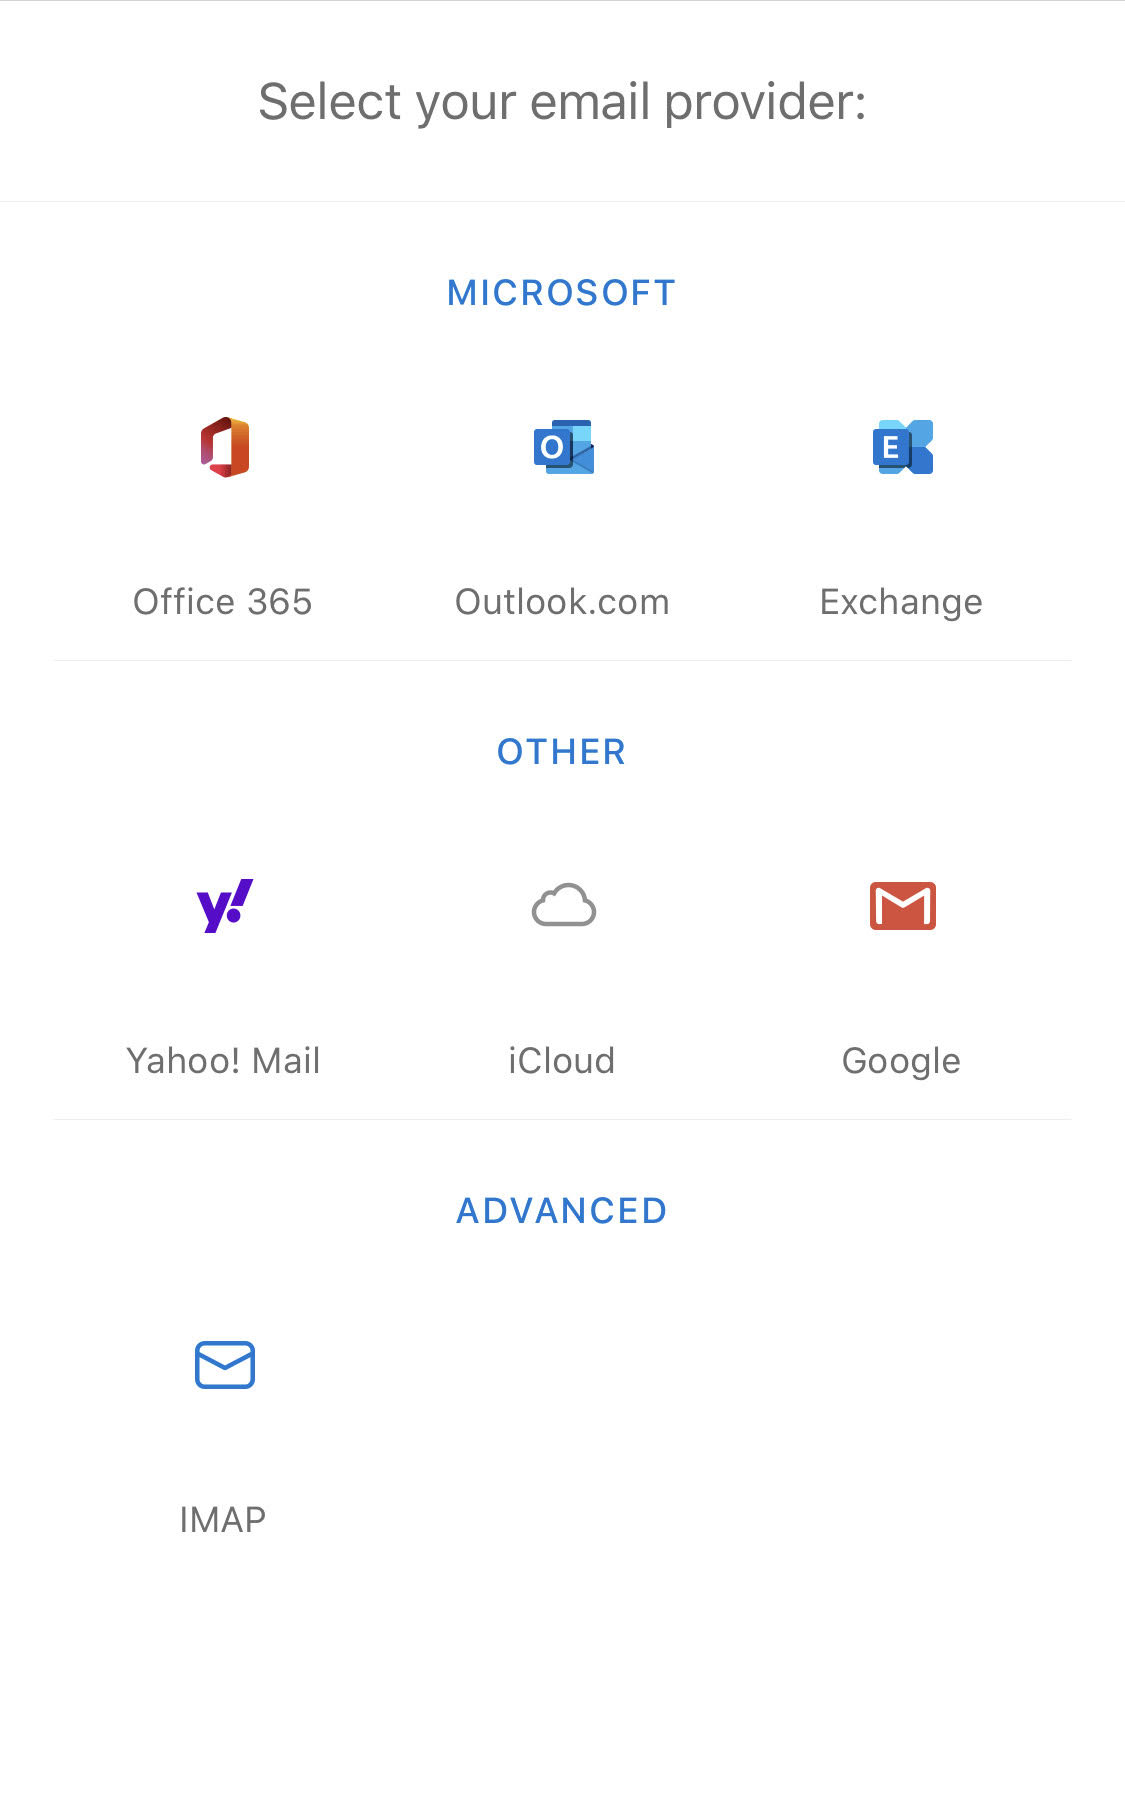 Select your email provider:
MICROSOFT
O
E
Office 365
Outlook.com
Exchange
OTHER
y!
Yahoo! Mail
iCloud
Google
ADVANCED
IMAP